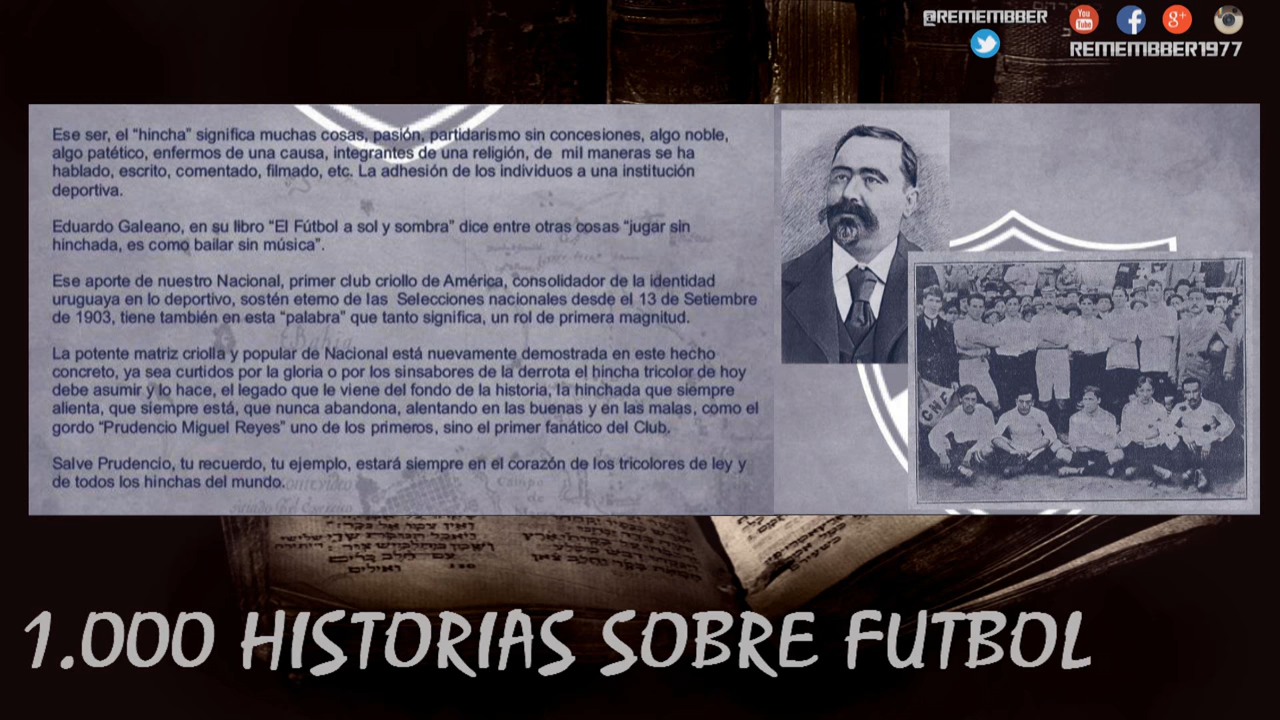 @REMEMBBER
You
Tube
f
g+
REMEMBBER1977
Ese ser, el “hincha” significa muchas cosas, pasión, partidarismo sin concesiones, algo noble,
algo patético, enfermos de una causa, integrantes de una religión, de mil maneras se ha
hablado, escrito, comentado, filmado, etc. La adhesión de los individuos a una institución
deportiva.
Eduardo Galeano, en su libro “El Fútbol a sol y sombra” dice entre otras cosas “jugar sin
hinchada, es como bailar sin música”.
Ese aporte de nuestro Nacional, primer club criollo de América, consolidador de la identidad
uruguaya en lo deportivo, sostén eterno de las Selecciones nacionales desde el 13 de Setiembre
de 1903, tiene también en esta “palabra” que tanto significa, un rol de primera magnitud.
La potente matriz criolla y popular de Nacional está nuevamente demostrada en este hecho
concreto, ya sea curtidos por la gloria o por los sinsabores de la derrota el hincha tricolor de hoy
debe asumir y lo hace, el legado que le viene del fondo de la historia, la hinchada que siempre
alienta, que siempre está, que nunca abandona, alentando en las buenas y en las malas, como el
gordo “Prudencio Miguel Reyes” uno de los primeros, sino el primer fanático del Club.
Salve Prudencio, tu recuerdo, tu ejemplo, estará siempre en el corazón de los tricolores de ley y
de todos los hinchas del mundo.
1.000 HISTORIAS SOBRE FUTBOL